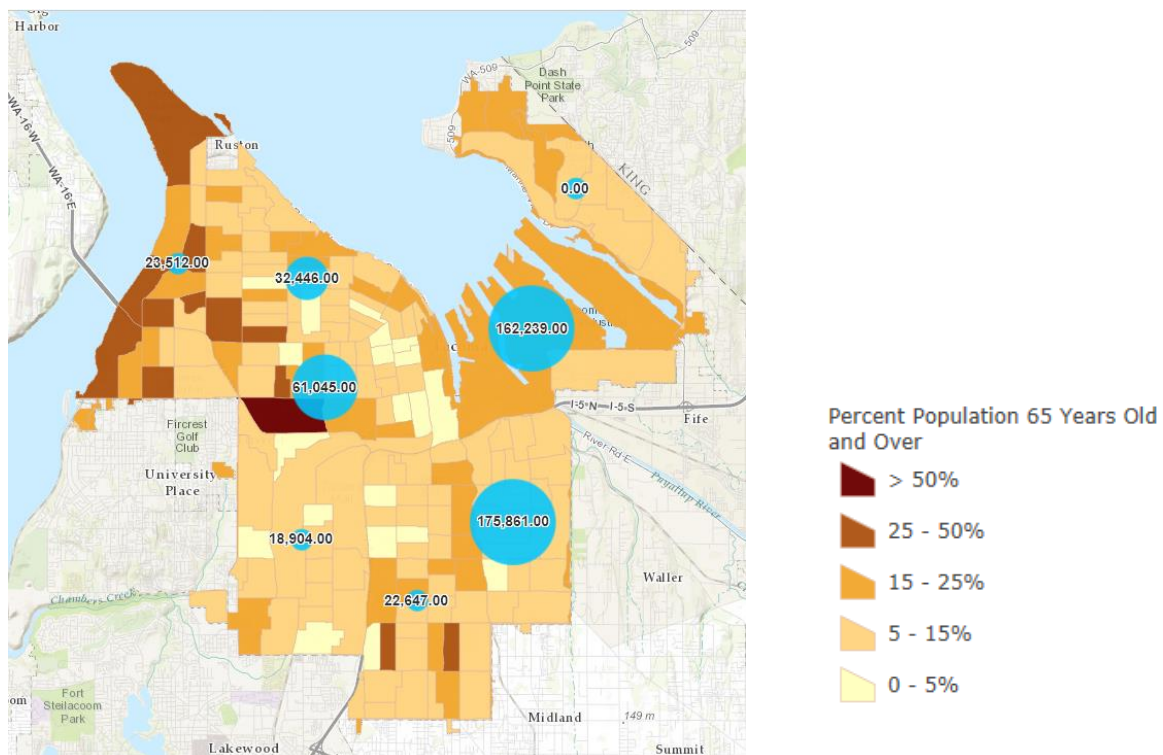 Harbor
WA-16 W
WA-16 E
Ruston
WA-509
509
509
Dash
Point State
Park
KING
0.00
23,512.00
32,446.00
162,239.00
61,045.00
I-5 N
I-5 S
Fife
River Rd E
Puyallup River
Fircrest
Golf
Club
University
Place
175,861.00
18,904.00
22,647.00
Waller
Chambers Creek
Fort
Steilacoom
Park
Lakewood
Midland
149 m
Summit
Percent Population 65 Years Old
and Over
> 50%
25 - 50%
15 - 25%
5 - 15%
0 - 5%